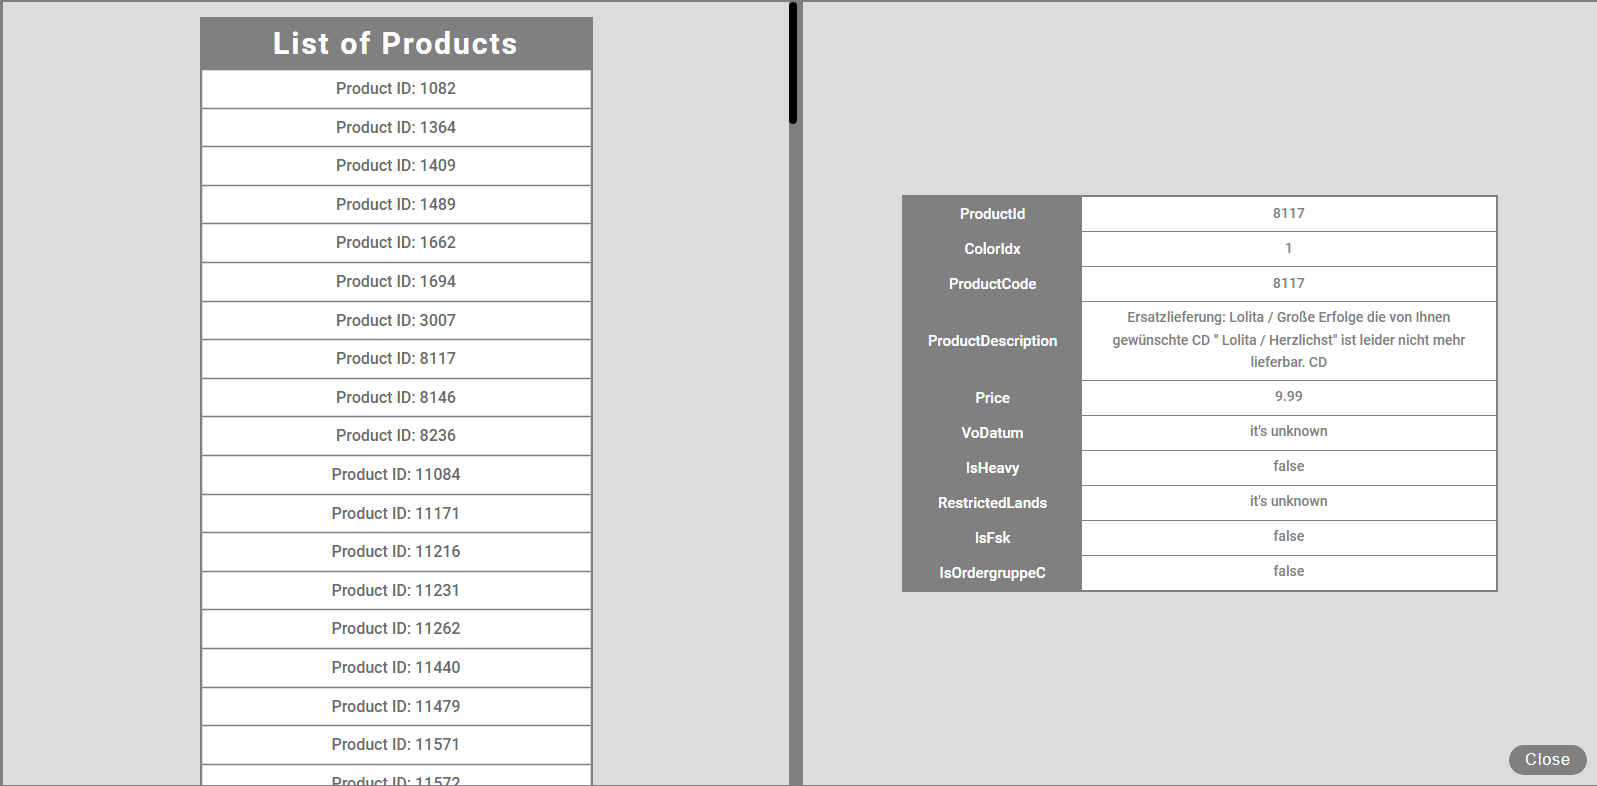 List of Products
Product ID: 1082
Product ID: 1364
Product ID: 1409
Product ID: 1489
Product ID: 1662
Product ID: 1694
Product ID: 3007
Product ID: 8117
Product ID: 8146
Product ID: 8236
Product ID: 11084
Product ID: 11171
Product ID: 11216
Product ID: 11231
Product ID: 11262
Product ID: 11440
Product ID: 11479
Product ID: 11571
Product ID: 11572
ProductId 8117
ColorIdx 1
ProductCode 8117
ProductDescription
Ersatzlieferung: Lolita / Große Erfolge die von Ihnen
gewünschte CD " Lolita / Herzlichst" ist leider nicht mehr
lieferbar. CD
Price 9.99
VoDatum it's unknown
IsHeavy false
RestrictedLands it's unknown
IsFsk false
IsOrdergruppeC false
Close